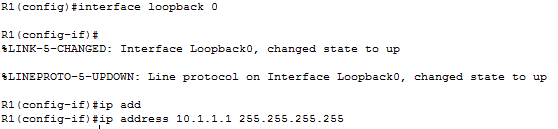 R1(config)#interface loopback 0
R1(config-if)#
%LINK-5-CHANGED: Interface Loopback0, changed state to up
%LINEPROTO-5-UPDOWN: Line protocol on Interface Loopback0, changed state to up
R1(config-if)#ip add
R1(config-if)#ip address 10.1.1.1 255.255.255.255